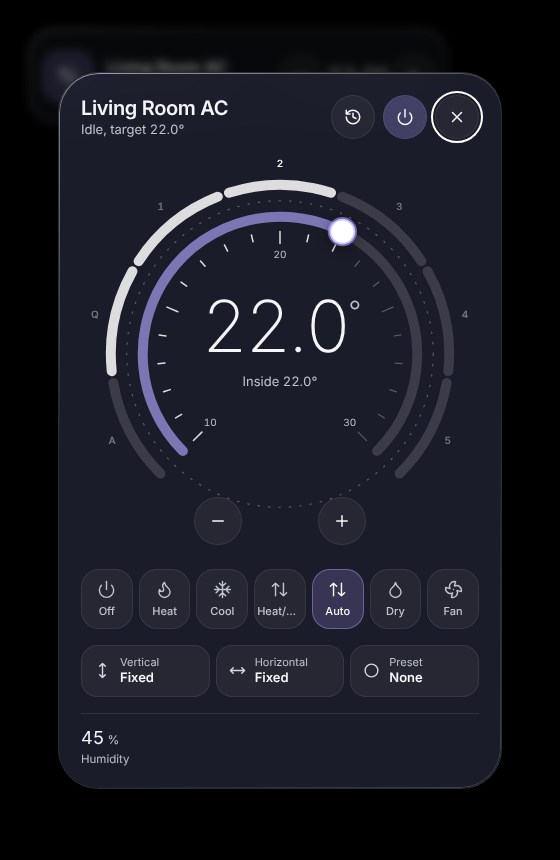 Living Room AC
Idle, target 22.0°
2
1
3
Q
4
20
22.0°
Inside 22.0°
10
30
A
5
Off
Heat
Cool
Heat/...
Auto
Dry
Fan
Vertical
Fixed
Horizontal
Fixed
Preset
None
45 %
Humidity